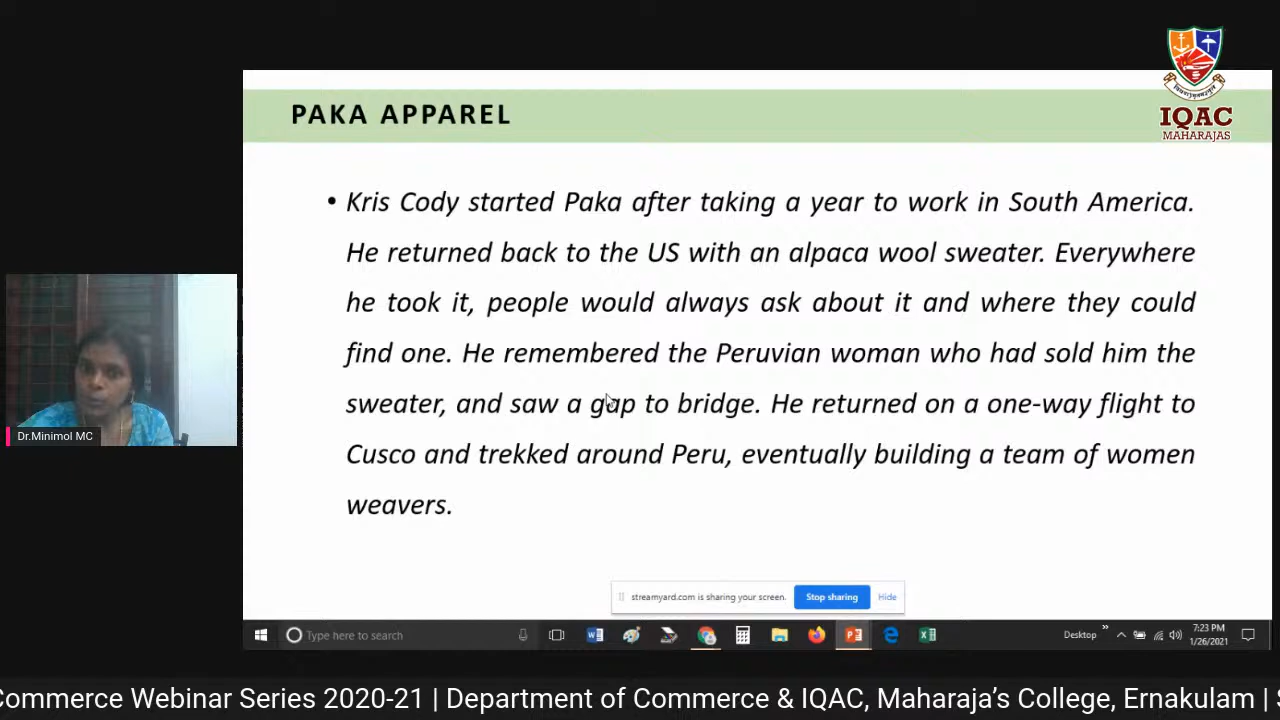 PAKA APPAREL
IQAC
MAHARAJAS
• Kris Cody started Paka after taking a year to work in South America.
He returned back to the US with an alpaca wool sweater. Everywhere
he took it, people would always ask about it and where they could
find one. He remembered the Peruvian woman who had sold him the
sweater, and saw a gap to bridge. He returned on a one-way flight to
Cusco and trekked around Peru, eventually building a team of women
weavers.
Dr.Minimol MC
streamyard.com is sharing your screen.
Stop sharing
Hide
Type here to search
Desktop
7:23 PM
1/26/2021
Commerce Webinar Series 2020-21 | Department of Commerce & IQAC, Maharaja's College, Ernakulam | S